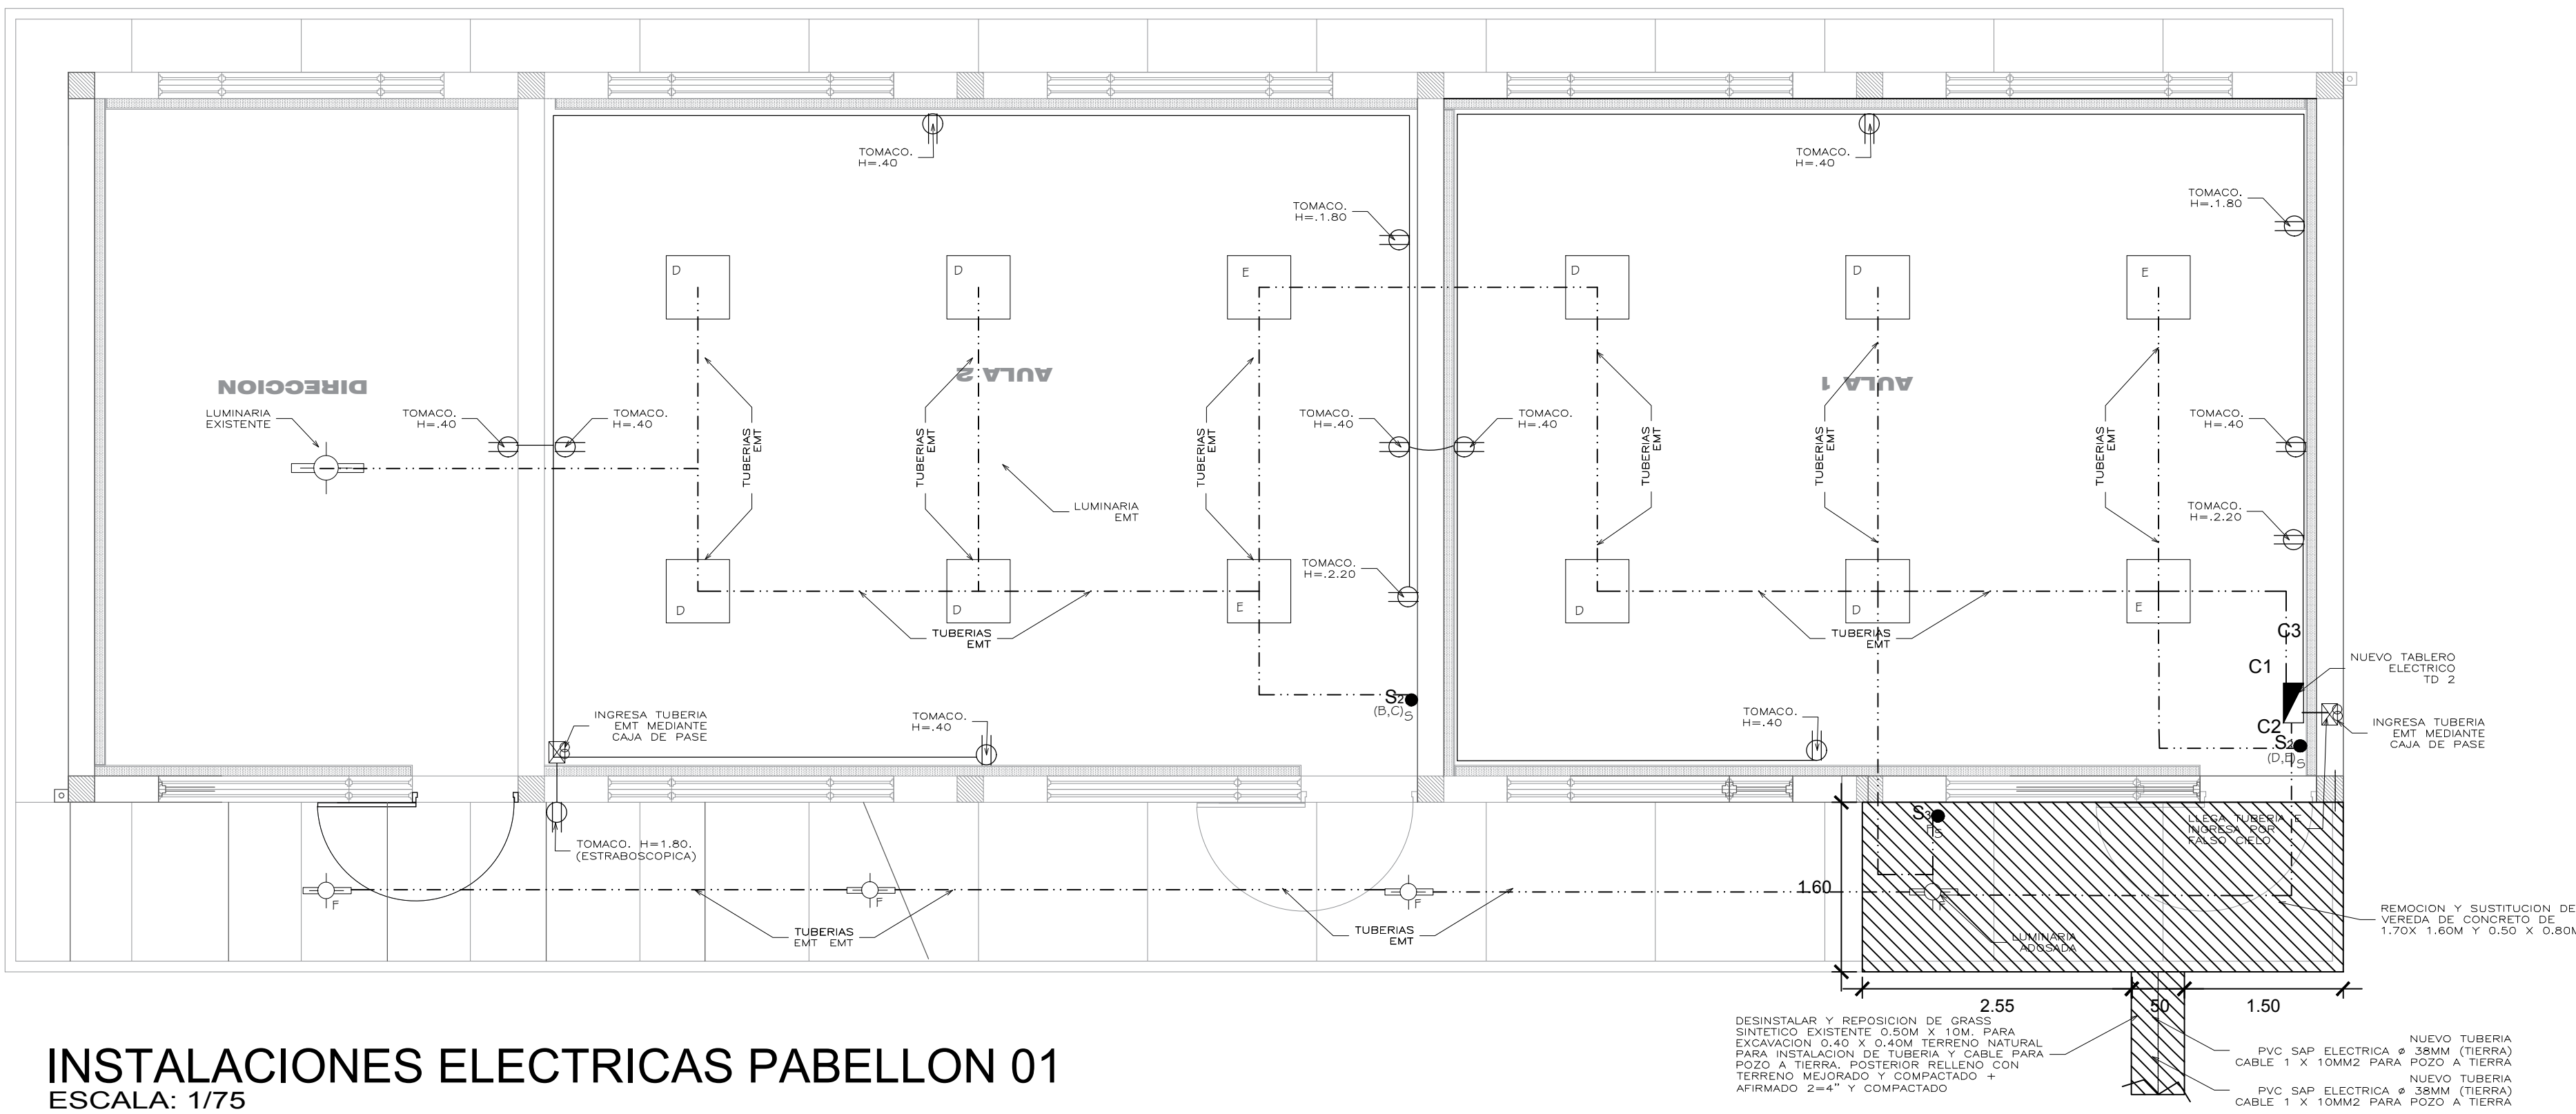 TOMACO.
H=.40
TOMACO.
H=.40
TOMACO.
H=.1.80
TOMACO.
H=.1.80
D
D
E
D
D
E
DIRECCION
AULA 2
AULA 1
LUMINARIA
EXISTENTE
TOMACO.
H=.40
TOMACO.
H=.40
TOMACO.
H=.40
TOMACO.
H=.40
TOMACO.
H=.40
TUBERIAS
EMT
TUBERIAS
EMT
TUBERIAS
EMT
TUBERIAS
EMT
TUBERIAS
EMT
TUBERIAS
EMT
LUMINARIA
EMT
TOMACO.
H=.2.20
TOMACO.
H=.2.20
D
D
E
D
D
E
TUBERIAS
EMT
TUBERIAS
EMT
C3
C1
NUEVO TABLERO
ELECTRICO
TD 2
S2
(B,C)
S
INGRESA TUBERIA
EMT MEDIANTE
CAJA DE PASE
TOMACO.
H=.40
TOMACO.
H=.40
C2
S2
(D,E)
S
INGRESA TUBERIA
EMT MEDIANTE
CAJA DE PASE
TOMACO. H=1.80.
(ESTRABOSCOPICA)
S3
F
S
LLEGA TUBERIA E
INGRESA POR
FALSO CIELO
1.60
F
F
F
F
TUBERIAS
EMT EMT
TUBERIAS
EMT
LUMINARIA
ADOSADA
REMOCION Y SUSTITUCION DE
VEREDA DE CONCRETO DE
1.70X 1.60M Y 0.50 X 0.80M
2.55
50
1.50
DESINSTALAR Y REPOSICION DE GRASS
SINTETICO EXISTENTE 0.50M X 10M. PARA
EXCAVACION 0.40 X 0.40M TERRENO NATURAL
PARA INSTALACION DE TUBERIA Y CABLE PARA
POZO A TIERRA. POSTERIOR RELLENO CON
TERRENO MEJORADO Y COMPACTADO +
AFIRMADO 2=4" Y COMPACTADO
NUEVO TUBERIA
PVC SAP ELECTRICA ø 38MM (TIERRA)
CABLE 1 X 10MM2 PARA POZO A TIERRA
NUEVO TUBERIA
PVC SAP ELECTRICA ø 38MM (TIERRA)
CABLE 1 X 10MM2 PARA POZO A TIERRA
INSTALACIONES ELECTRICAS PABELLON 01
ESCALA: 1/75